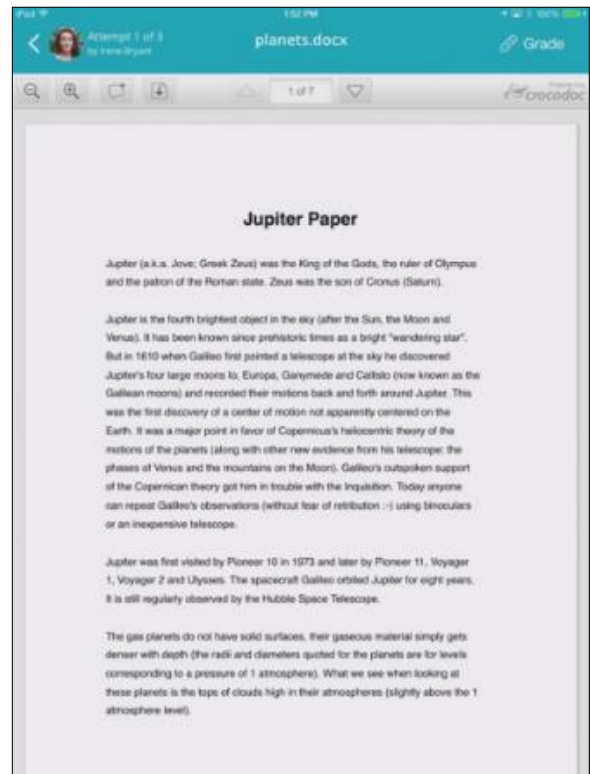 iPad 1:52 PM 100%
Attempt 1 of 3
by Irene Bryant
planets.docx
Grade
1 of 7
crocodoc
Jupiter Paper
Jupiter (a.k.a. Jove; Greek Zeus) was the King of the Gods, the ruler of Olympus
and the patron of the Roman state. Zeus was the son of Cronus (Saturn).
Jupiter is the fourth brightest object in the sky (after the Sun, the Moon and
Venus). It has been known since prehistoric times as a bright "wandering star".
But in 1610 when Galileo first pointed a telescope at the sky he discovered
Jupiter's four large moons Io, Europa, Ganymede and Callisto (now known as the
Galilean moons) and recorded their motions back and forth around Jupiter. This
was the first discovery of a center of motion not apparently centered on the
Earth. It was a major point in favor of Copernicus's heliocentric theory of the
motions of the planets (along with other new evidence from his telescope: the
phases of Venus and the mountains on the Moon). Galileo's outspoken support
of the Copernican theory got him in trouble with the Inquisition. Today anyone
can repeat Galileo's observations (without fear of retribution :-) using binoculars
or an inexpensive telescope.
Jupiter was first visited by Pioneer 10 in 1973 and later by Pioneer 11, Voyager
1, Voyager 2 and Ulysses. The spacecraft Galileo orbited Jupiter for eight years.
It is still regularly observed by the Hubble Space Telescope.
The gas planets do not have solid surfaces, their gaseous material simply gets
denser with depth (the radii and diameters quoted for the planets are for levels
corresponding to a pressure of 1 atmosphere). What we see when looking at
these planets is the tops of clouds high in their atmospheres (slightly above the 1
atmosphere level).